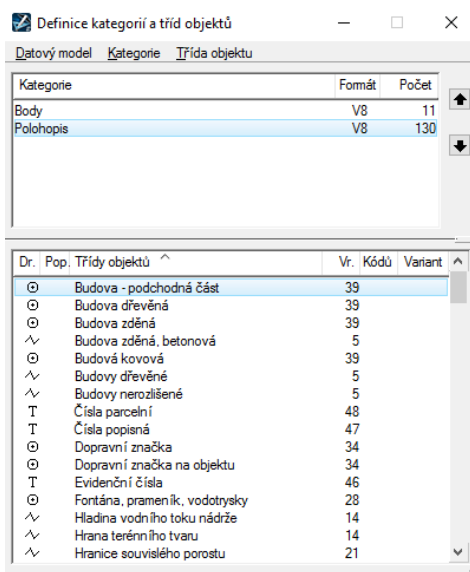 Definice kategorií a tříd objektů
Datový model Kategorie Třída objektu
Kategorie Formát Počet
Body V8 11
Polohopis V8 130
Dr. Pop. Třídy objektů Vr. Kódů Variant
Budova - podchodná část 39
Budova dřevěná 39
Budova zděná 39
Budova zděná, betonová 5
Budová kovová 39
Budovy dřevěné 5
Budovy nerozlišené 5
T Čísla parcelní 48
T Čísla popisná 47
Dopravní značka 34
Dopravní značka na objektu 34
T Evidenční čísla 46
Fontána, prameník, vodotrysky 28
Hladina vodního toku nádrže 14
Hrana terénního tvaru 14
Hranice souvislého porostu 21